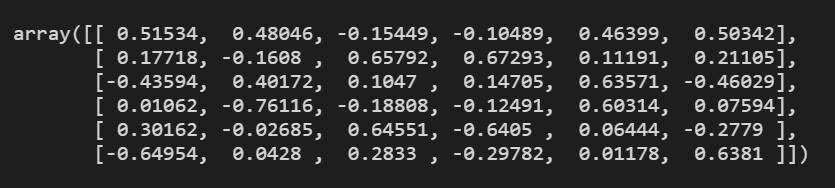 array([[ 0.51534,  0.48046, -0.15449, -0.10489,  0.46399,  0.50342],
       [ 0.17718, -0.1608 ,  0.65792,  0.67293,  0.11191,  0.21105],
       [-0.43594,  0.40172,  0.1047 ,  0.14705,  0.63571, -0.46029],
       [ 0.01062, -0.76116, -0.18808, -0.12491,  0.60314,  0.07594],
       [ 0.30162, -0.02685,  0.64551, -0.6405 ,  0.06444, -0.2779 ],
       [-0.64954,  0.0428 ,  0.2833 , -0.29782,  0.01178,  0.6381 ]])